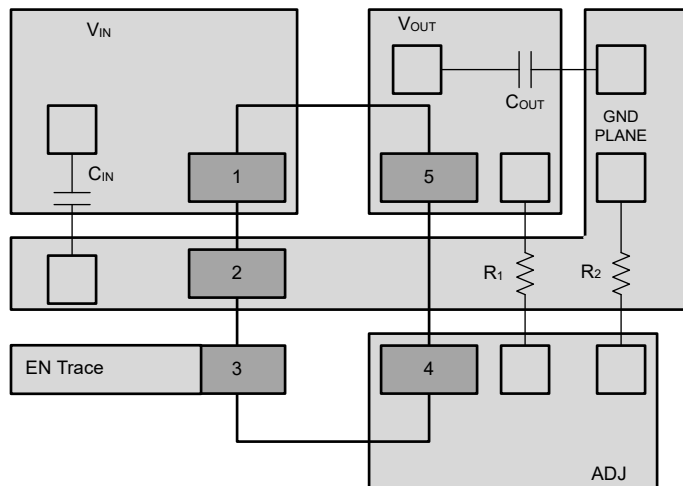 VIN
VOUT
COUT
GND
PLANE
CIN
1
5
2
R1
R2
EN Trace
3
4
ADJ